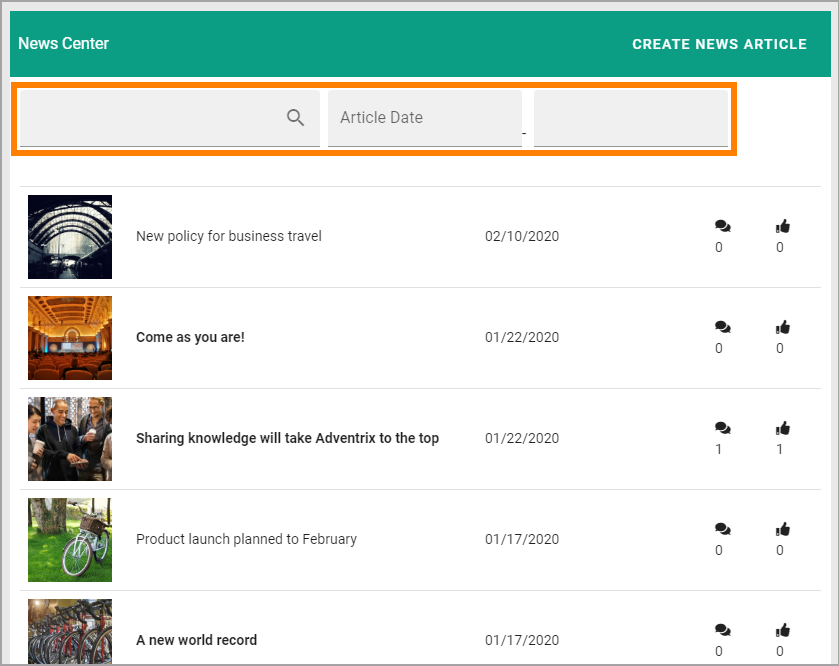 News Center
CREATE NEWS ARTICLE
Article Date
-
New policy for business travel
02/10/2020
0
0
Come as you are!
01/22/2020
0
0
Sharing knowledge will take Adventrix to the top
01/22/2020
1
1
Product launch planned to February
01/17/2020
0
0
A new world record
01/17/2020
0
0